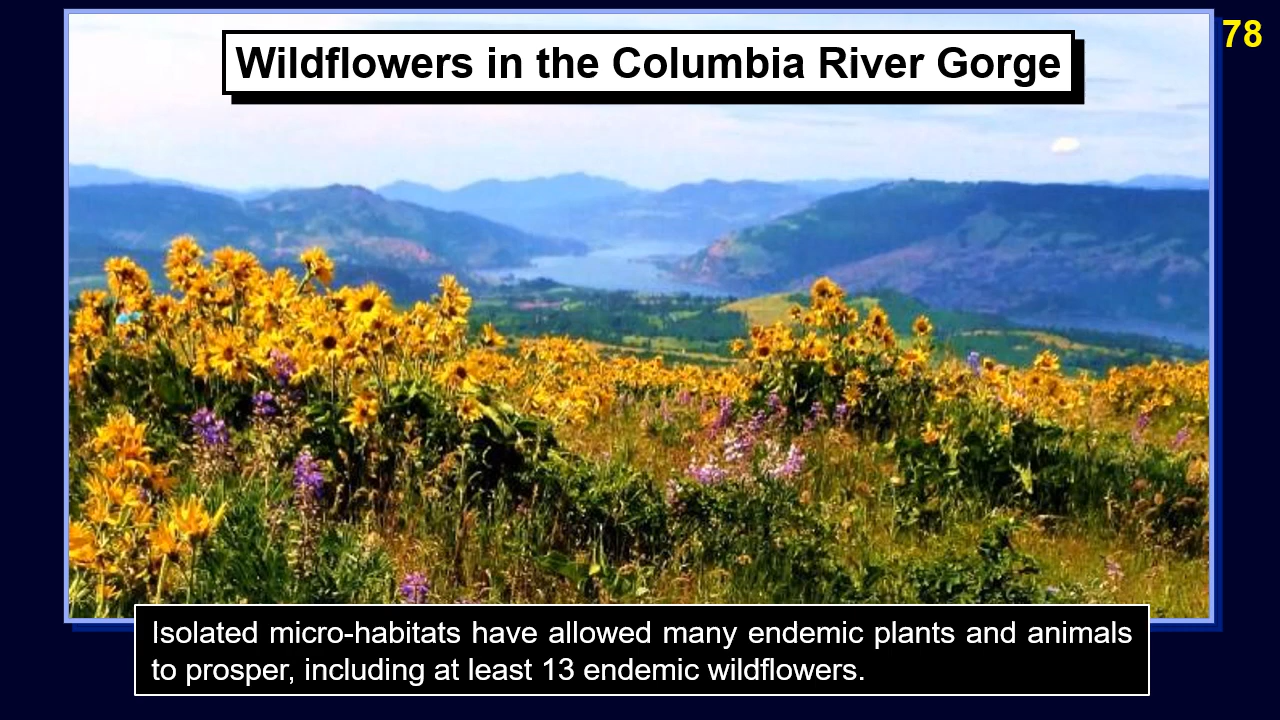 78
Wildflowers in the Columbia River Gorge
Isolated micro-habitats have allowed many endemic plants and animals
to prosper, including at least 13 endemic wildflowers.